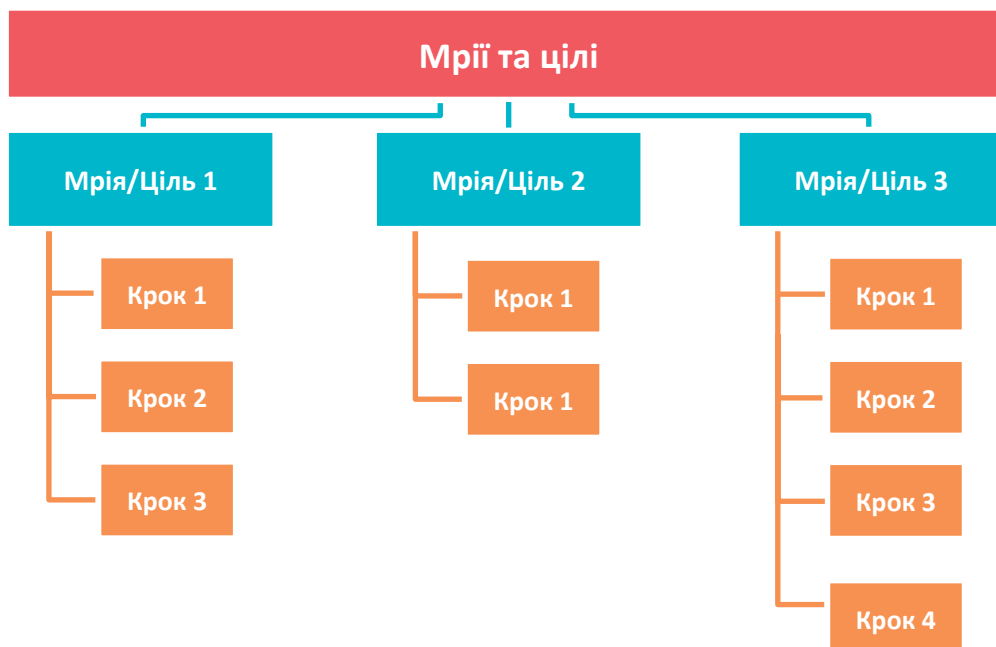 Мрії та цілі
Мрія/Ціль 1
Крок 1
Крок 2
Крок 3
Мрія/Ціль 2
Крок 1
Крок 1
Мрія/Ціль 3
Крок 1
Крок 2
Крок 3
Крок 4